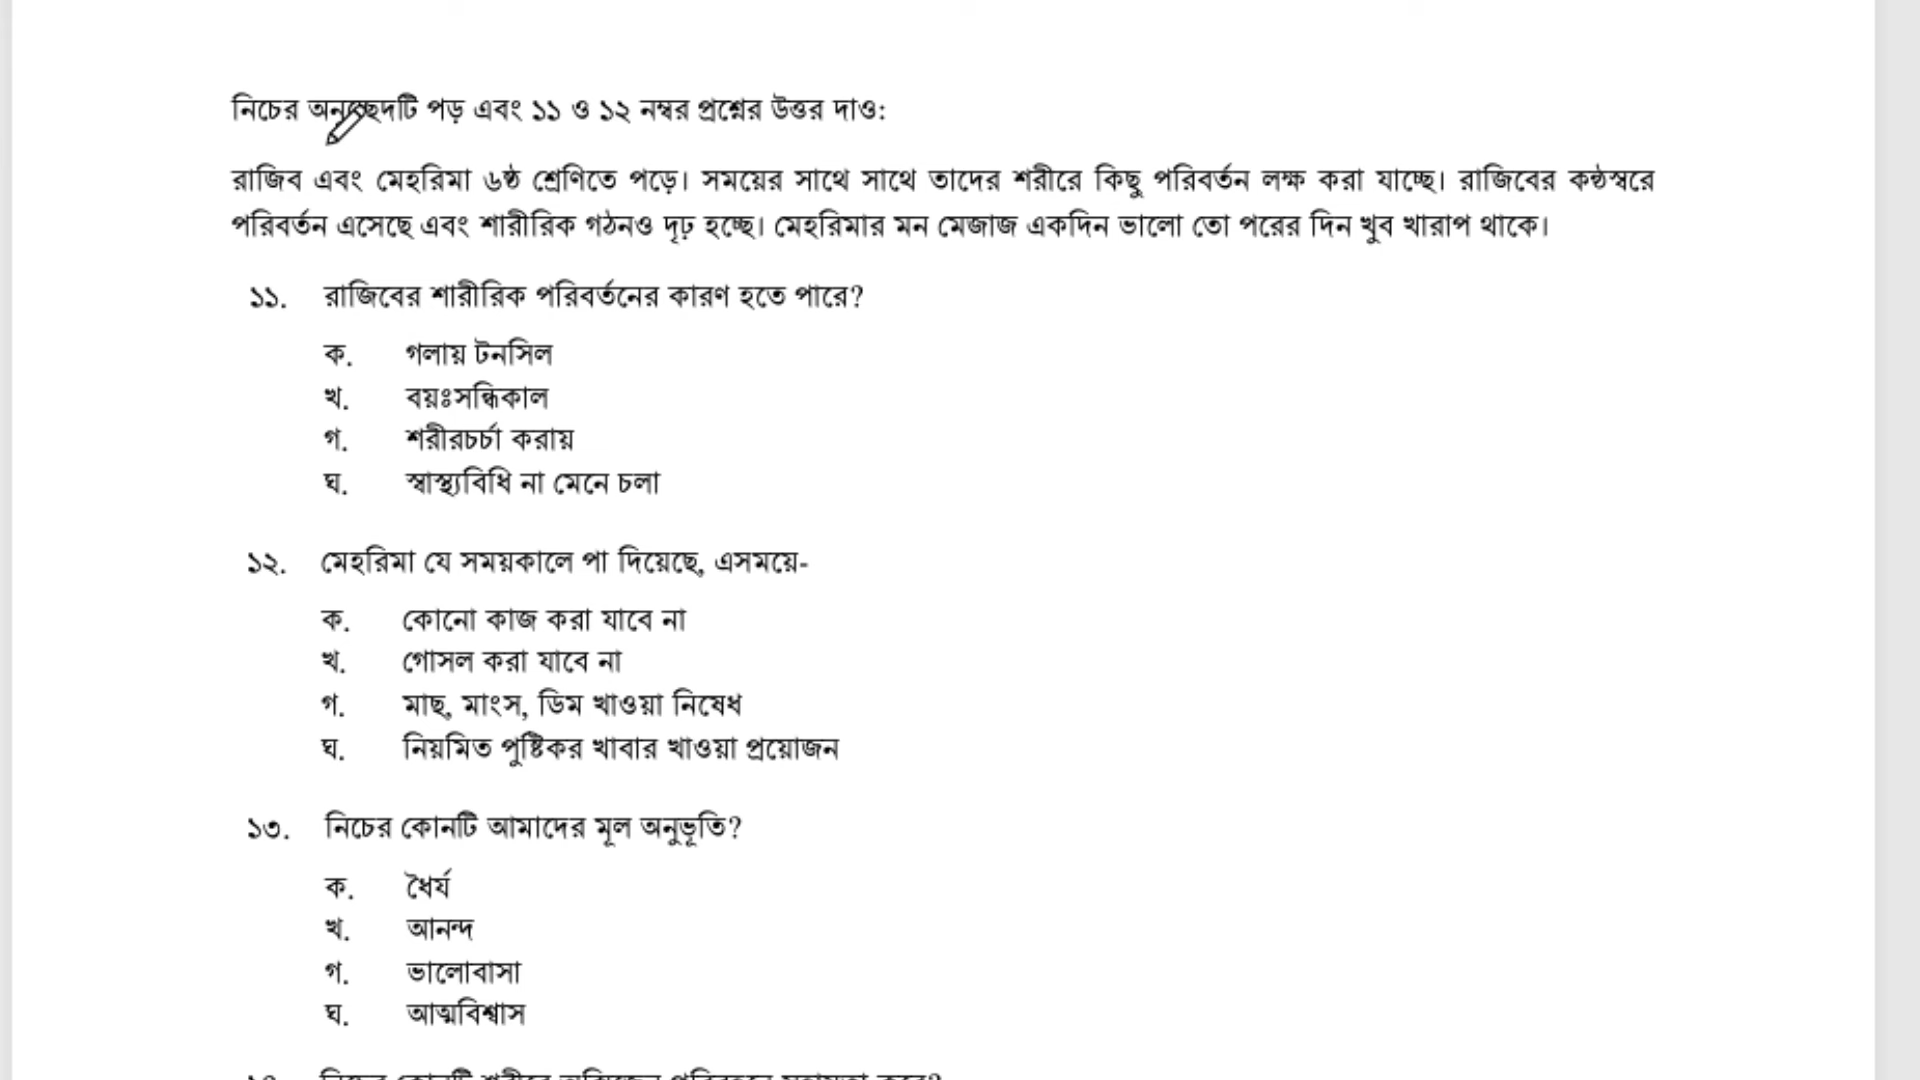 নিচের অনুচ্ছেদটি পড় এবং ১১ ও ১২ নম্বর প্রশ্নের উত্তর দাও:
রাজিব এবং মেহরিমা ৬ষ্ঠ শ্রেণিতে পড়ে। সময়ের সাথে সাথে তাদের শরীরে কিছু পরিবর্তন লক্ষ করা যাচ্ছে। রাজিবের কন্ঠস্বরে
পরিবর্তন এসেছে এবং শারীরিক গঠনও দৃঢ় হচ্ছে। মেহরিমার মন মেজাজ একদিন ভালো তো পরের দিন খুব খারাপ থাকে।
১১. রাজিবের শারীরিক পরিবর্তনের কারণ হতে পারে?
ক. গলায় টনসিল
খ. বয়ঃসন্ধিকাল
গ. শরীরচর্চা করায়
ঘ. স্বাস্থ্যবিধি না মেনে চলা
১২. মেহরিমা যে সময়কালে পা দিয়েছে, এসময়ে-
ক. কোনো কাজ করা যাবে না
খ. গোসল করা যাবে না
গ. মাছ, মাংস, ডিম খাওয়া নিষেধ
ঘ. নিয়মিত পুষ্টিকর খাবার খাওয়া প্রয়োজন
১৩. নিচের কোনটি আমাদের মূল অনুভূতি?
ক. ধৈর্য
খ. আনন্দ
গ. ভালোবাসা
ঘ. আত্মবিশ্বাস